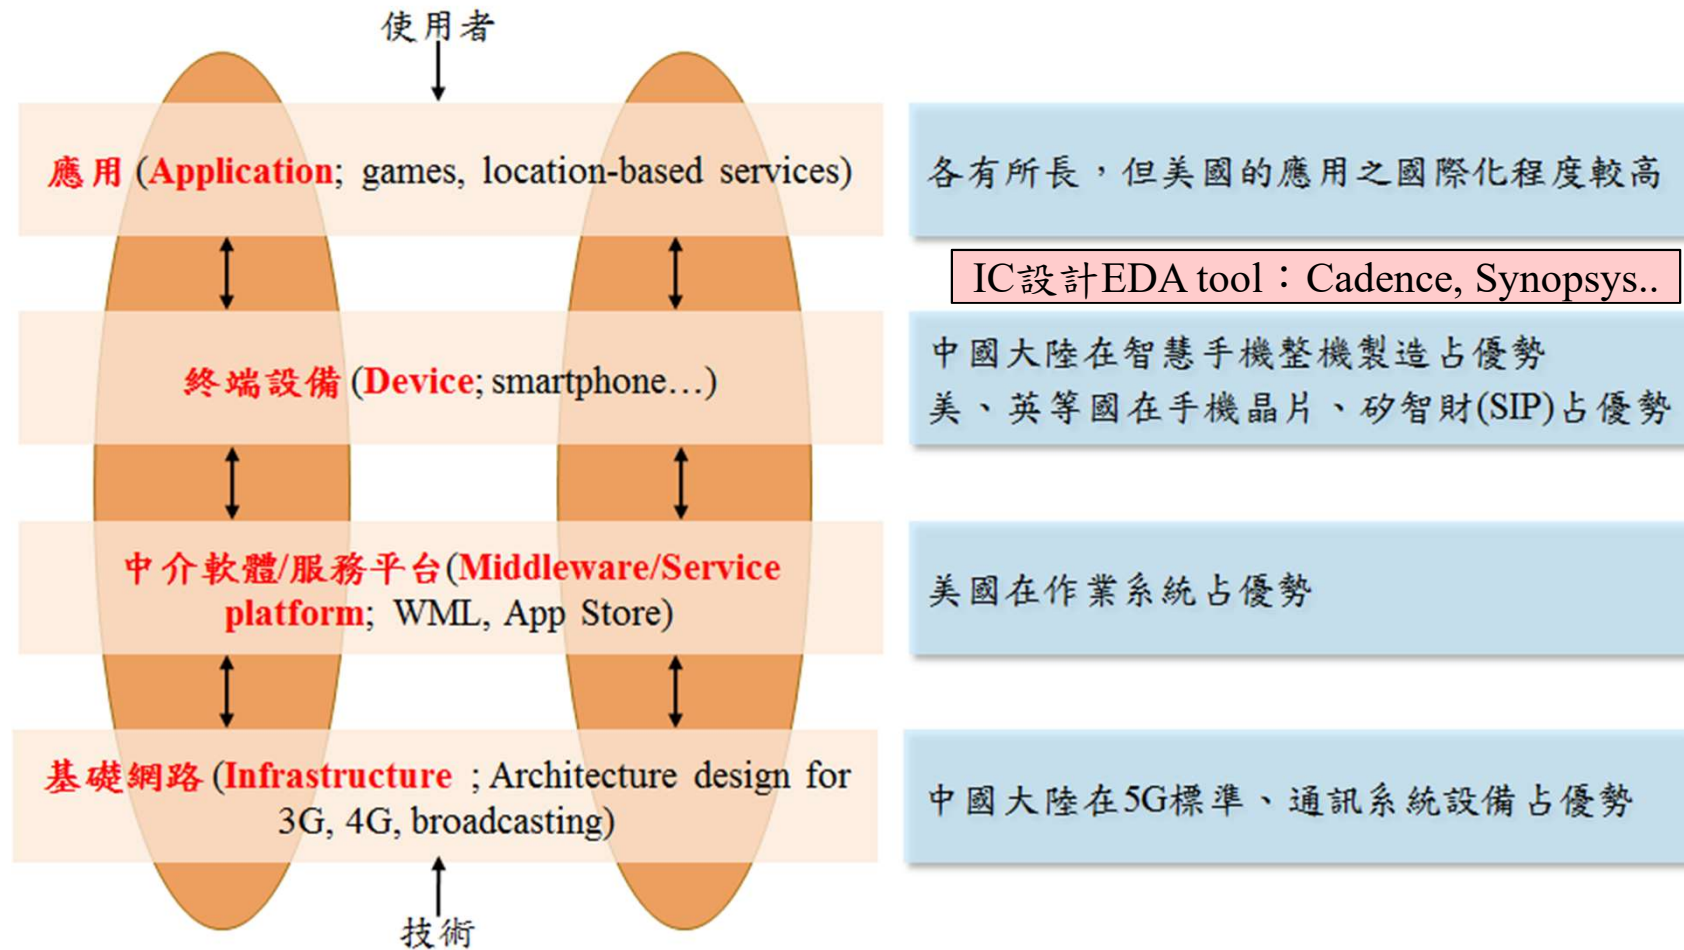 使用者
應用 (Application; games, location-based services)
各有所長，但美國的應用之國際化程度較高
IC設計EDA tool：Cadence, Synopsys..
終端設備 (Device; smartphone…)
中國大陸在智慧手機整機製造占優勢
美、英等國在手機晶片、矽智財(SIP)占優勢
中介軟體/服務平台(Middleware/Service
platform; WML, App Store)
美國在作業系統占優勢
基礎網路 (Infrastructure ; Architecture design for
3G, 4G, broadcasting)
中國大陸在5G標準、通訊系統設備占優勢
技術